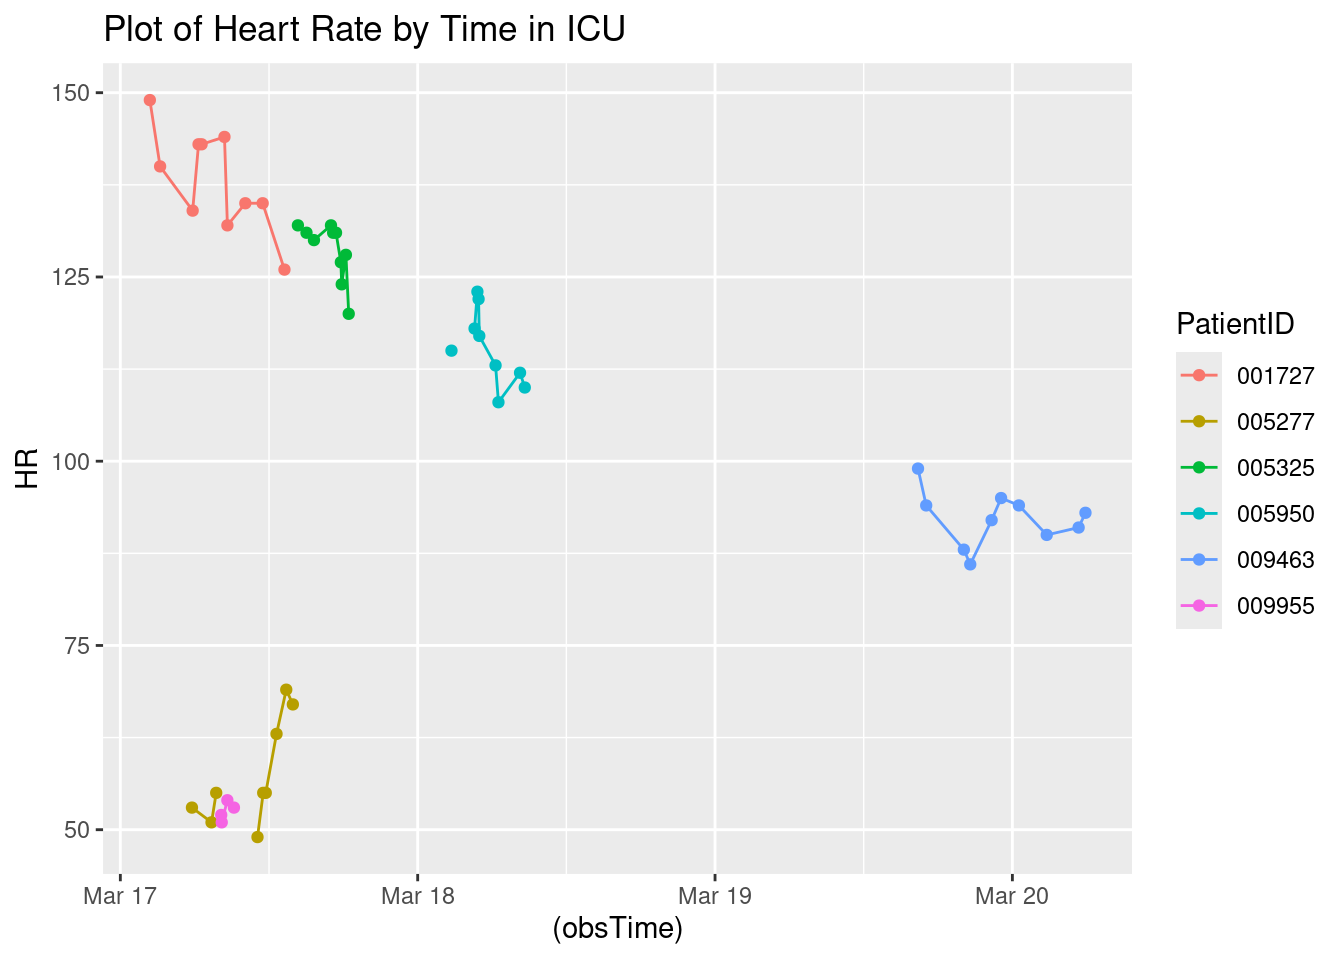 Plot of Heart Rate by Time in ICU
150
125
100
75
50
HR
Mar 17
Mar 18
Mar 19
Mar 20
(obsTime)
PatientID
001727
005277
005325
005950
009463
009955